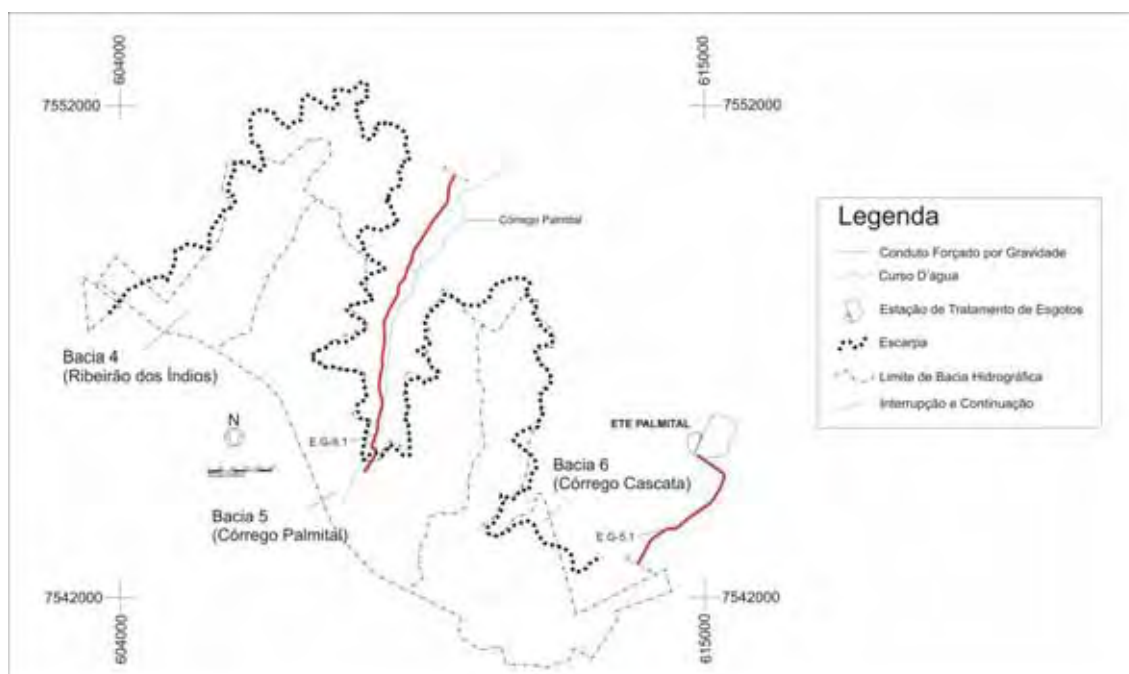 604000
615000
7552000
7552000
Córrego Palmital
Legenda
Conduto Forçado por Gravidade
Curso D'água
Estação de Tratamento de Esgotos
Escarpa
Limite de Bacia Hidrográfica
Interrupção e Continuação
Bacia 4
(Ribeirão dos Índios)
N
ETE PALMITAL
Bacia 6
(Córrego Cascata)
Bacia 5
(Córrego Palmital)
E.G-5.1
7542000
7542000
604000
615000